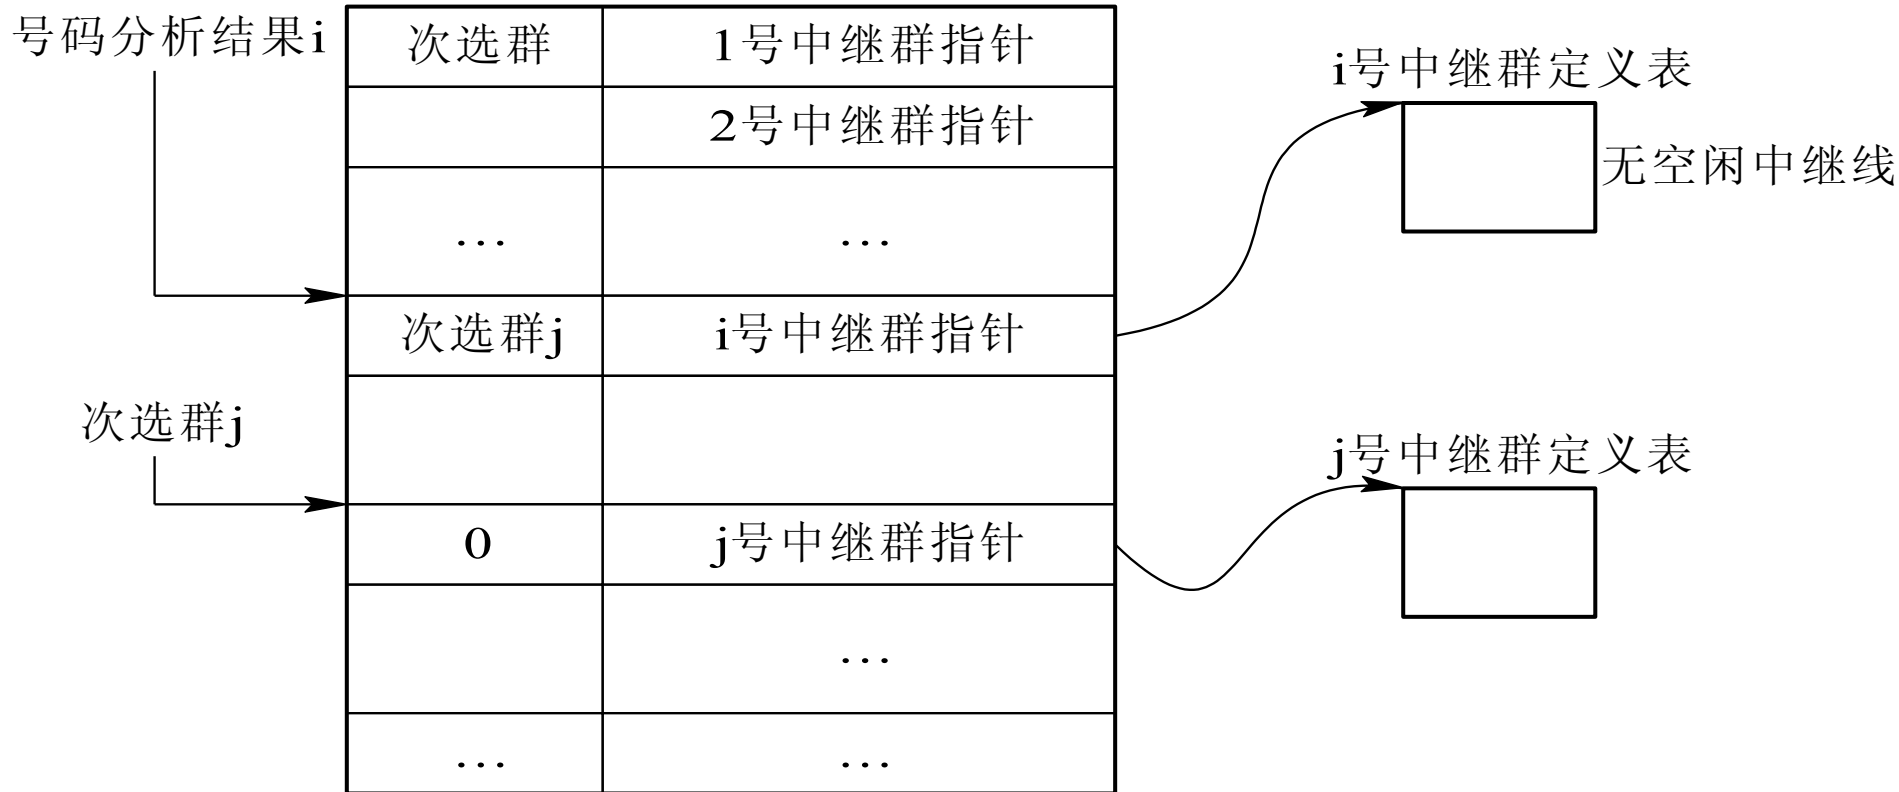 号码分析结果i
次选群 1号中继群指针
i号中继群定义表
2号中继群指针
无空闲中继线
… …
次选群j i号中继群指针
次选群j
j号中继群定义表
0 j号中继群指针
…
… …